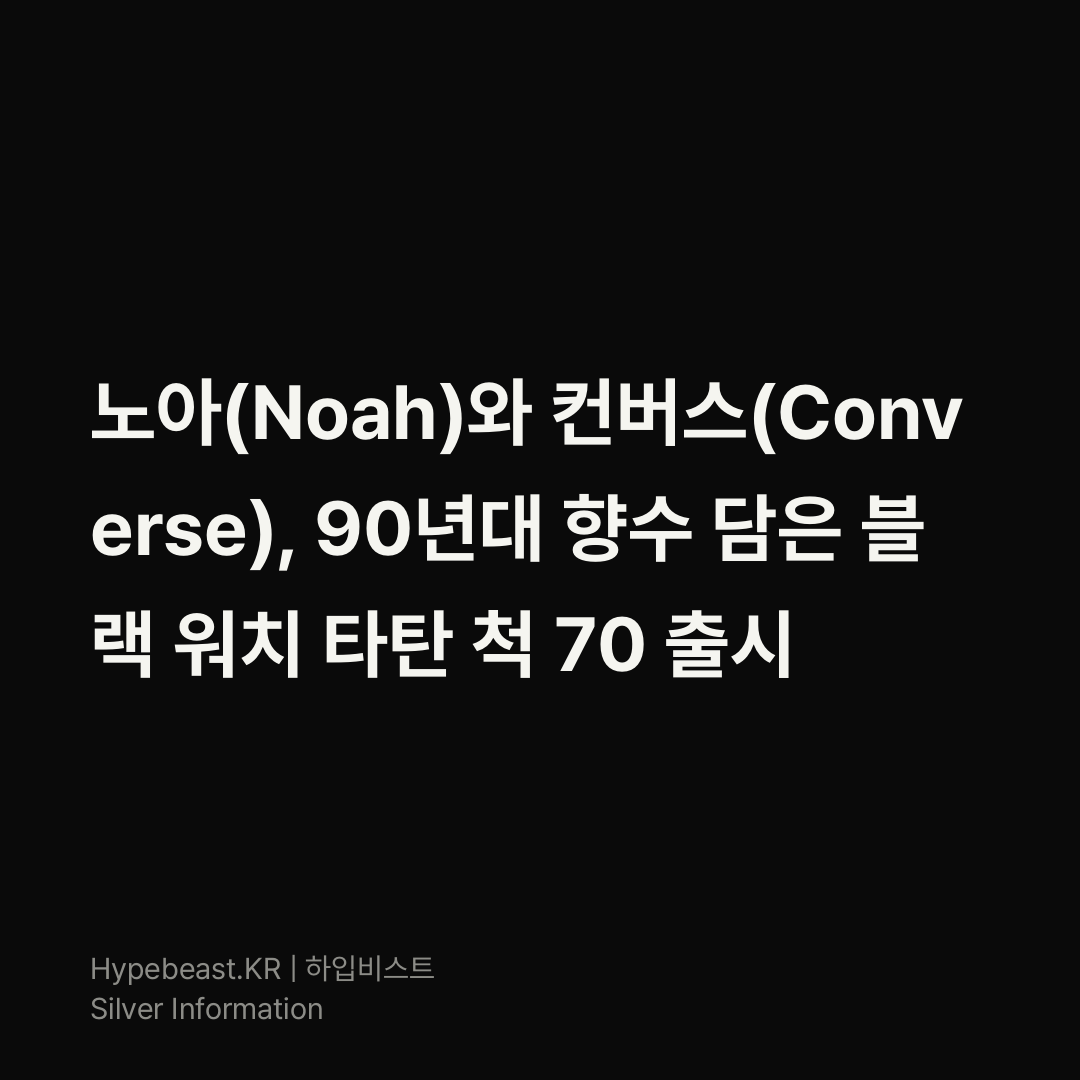 노아(Noah)와 컨버스(Conv
erse), 90년대 향수 담은 블
랙 워치 타탄 척 70 출시
Hypebeast.KR | 하입비스트
Silver Information